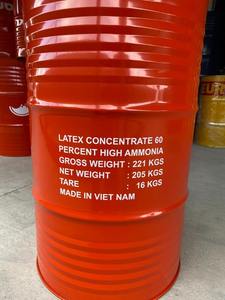 LATEX CONCENTRATE 60
PERCENT HIGH AMMONIA
GROSS WEIGHT : 221 KGS
NET WEIGHT : 205 KGS
TARE : 16 KGS
MADE IN VIET NAM